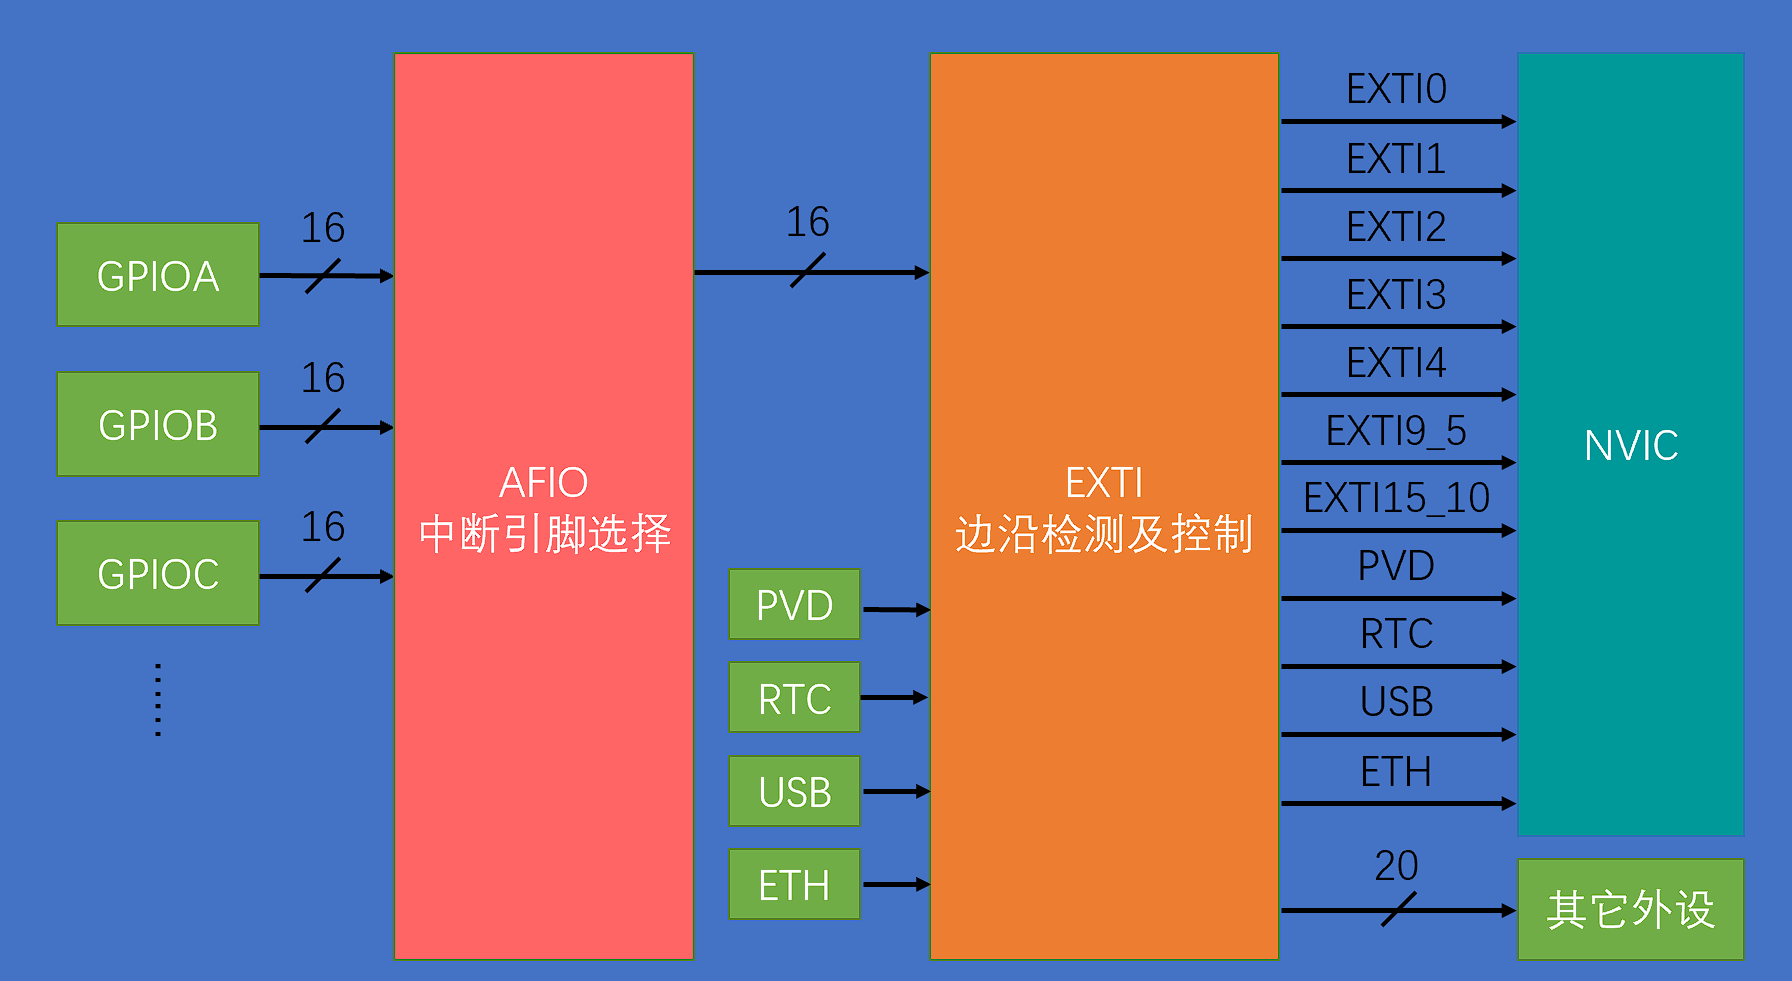 16
GPIOA
16
GPIOB
16
GPIOC
AFIO
中断引脚选择
16
PVD
RTC
USB
ETH
EXTI
边沿检测及控制
EXTI0
EXTI1
EXTI2
EXTI3
EXTI4
EXTI9_5
EXTI15_10
PVD
RTC
USB
ETH
20
NVIC
其它外设